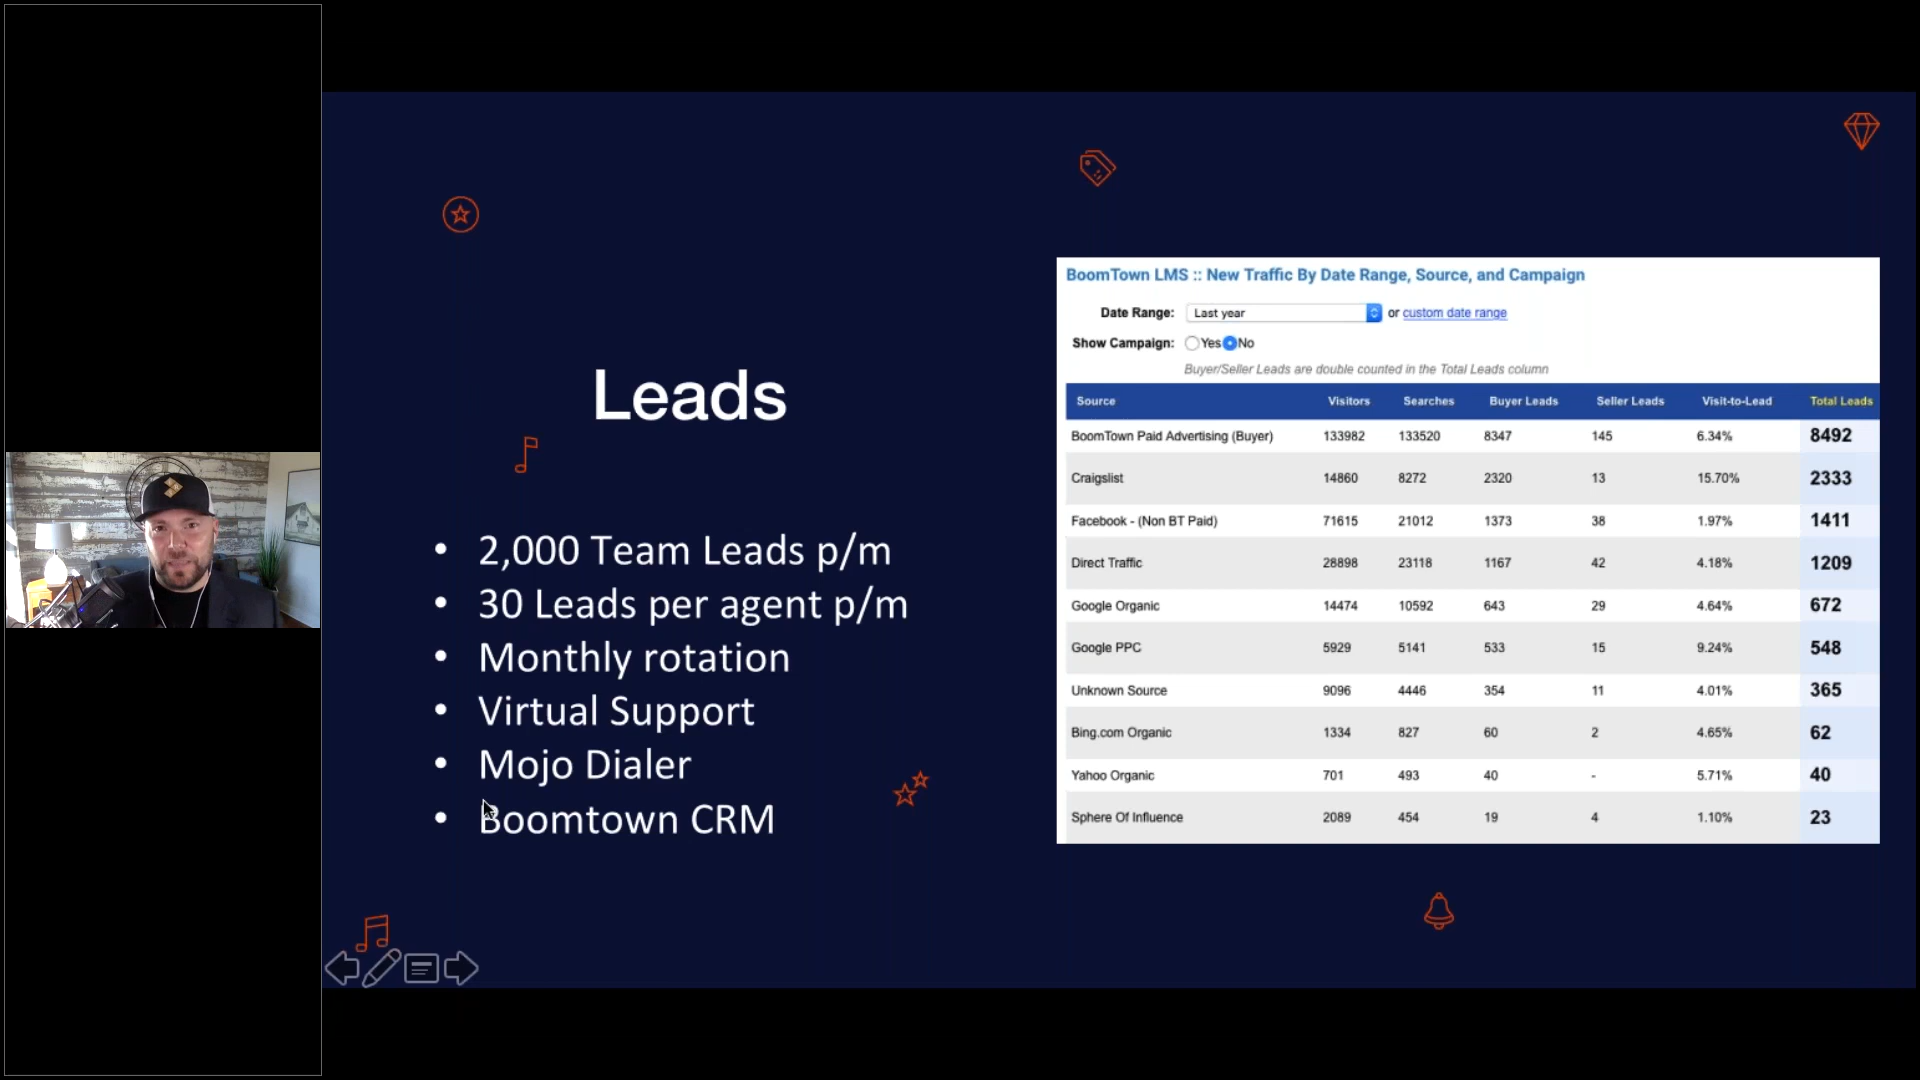 Leads
• 2,000 Team Leads p/m
• 30 Leads per agent p/m
• Monthly rotation
• Virtual Support
• Mojo Dialer
• Boomtown CRM
BoomTown LMS :: New Traffic By Date Range, Source, and Campaign
Date Range: Last year or custom date range
Show Campaign: Yes No
Buyer/Seller Leads are double counted in the Total Leads column
Source Visitors Searches Buyer Leads Seller Leads Visit-to-Lead Total Leads
BoomTown Paid Advertising (Buyer) 133982 133520 8347 145 6.34% 8492
Craigslist 14860 8272 2320 13 15.70% 2333
Facebook - (Non BT Paid) 71615 21012 1373 38 1.97% 1411
Direct Traffic 28898 23118 1167 42 4.18% 1209
Google Organic 14474 10592 643 29 4.64% 672
Google PPC 5929 5141 533 15 9.24% 548
Unknown Source 9096 4446 354 11 4.01% 365
Bing.com Organic 1334 827 60 2 4.65% 62
Yahoo Organic 701 493 40 - 5.71% 40
Sphere Of Influence 2089 454 19 4 1.10% 23